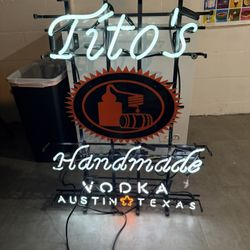 Tito's
Handmade
VODKA
AUSTIN TEXAS